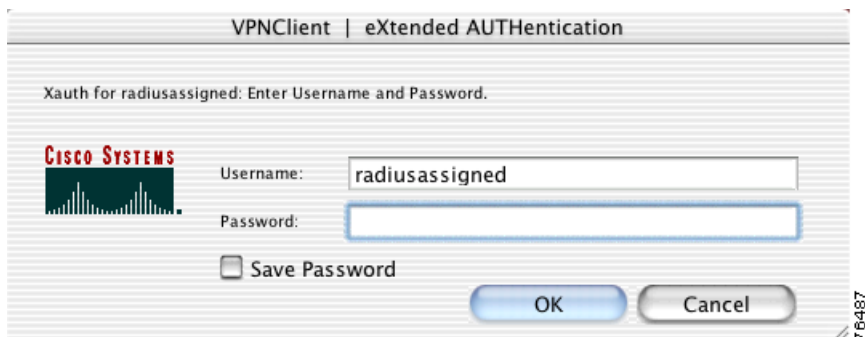 VPNClient | eXtended AUTHentication
Xauth for radiusassigned: Enter Username and Password.
CISCO SYSTEMS
Username: radiusassigned
Password:
Save Password
OK Cancel
76487